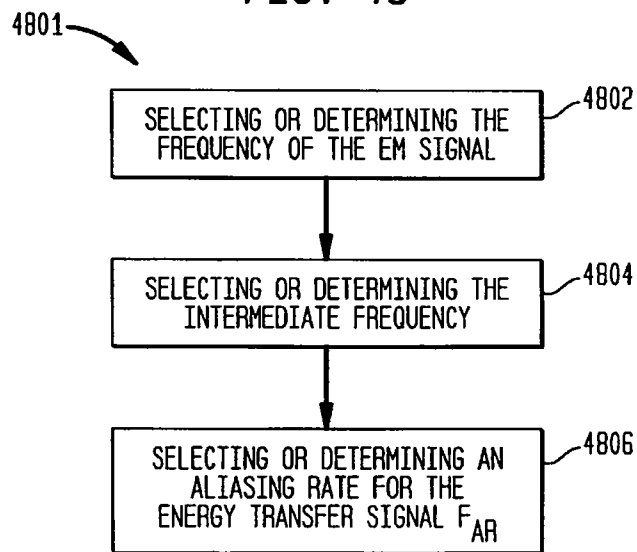 4801
4802
SELECTING OR DETERMINING THE
FREQUENCY OF THE EM SIGNAL
4804
SELECTING OR DETERMINING THE
INTERMEDIATE FREQUENCY
4806
SELECTING OR DETERMINING AN
ALIASING RATE FOR THE
ENERGY TRANSFER SIGNAL F_AR